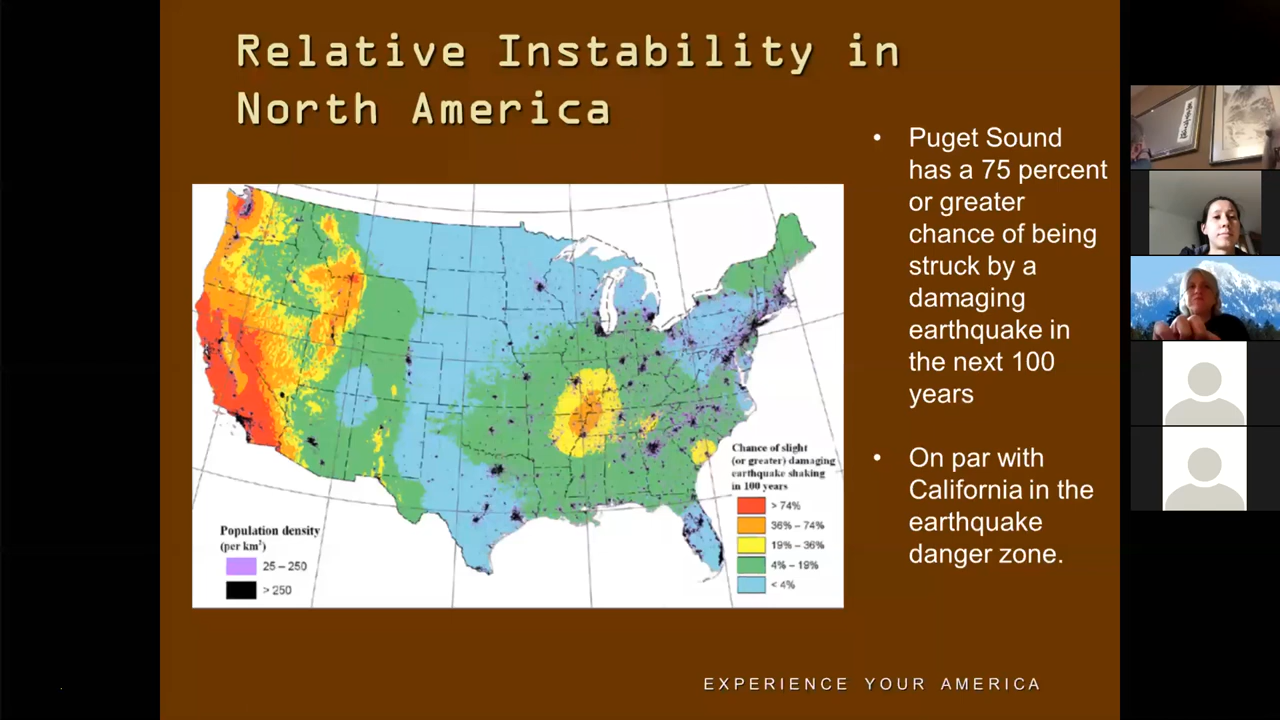 Relative Instability in
North America
• Puget Sound
has a 75 percent
or greater
chance of being
struck by a
damaging
earthquake in
the next 100
years
• On par with
California in the
earthquake
danger zone.
Chance of slight
(or greater) damaging
earthquake shaking
in 100 years
> 74%
36% – 74%
19% – 36%
4% – 19%
< 4%
Population density
(per km²)
25 – 250
> 250
EXPERIENCE YOUR AMERICA